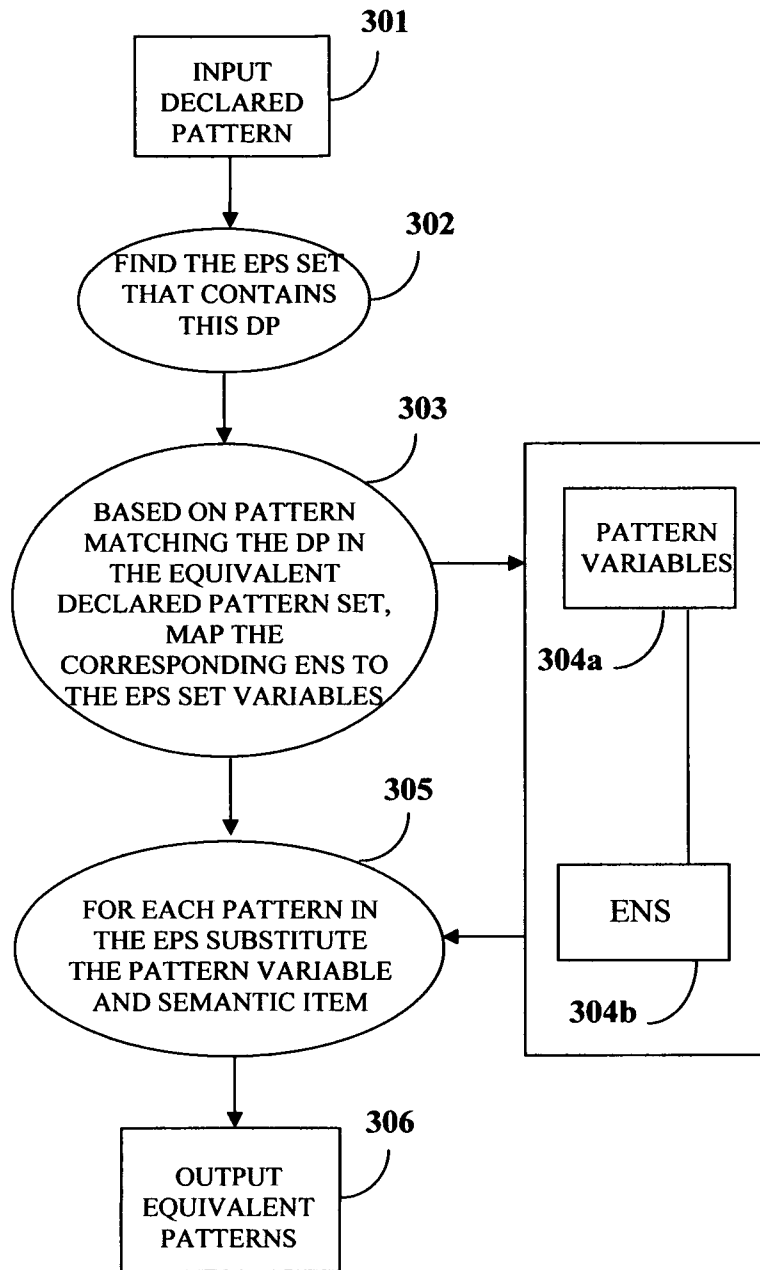 301
INPUT
DECLARED
PATTERN
302
FIND THE EPS SET
THAT CONTAINS
THIS DP
303
BASED ON PATTERN
MATCHING THE DP IN
THE EQUIVALENT
DECLARED PATTERN SET,
MAP THE
CORRESPONDING ENS TO
THE EPS SET VARIABLES
PATTERN
VARIABLES
304a
ENS
304b
305
FOR EACH PATTERN IN
THE EPS SUBSTITUTE
THE PATTERN VARIABLE
AND SEMANTIC ITEM
306
OUTPUT
EQUIVALENT
PATTERNS